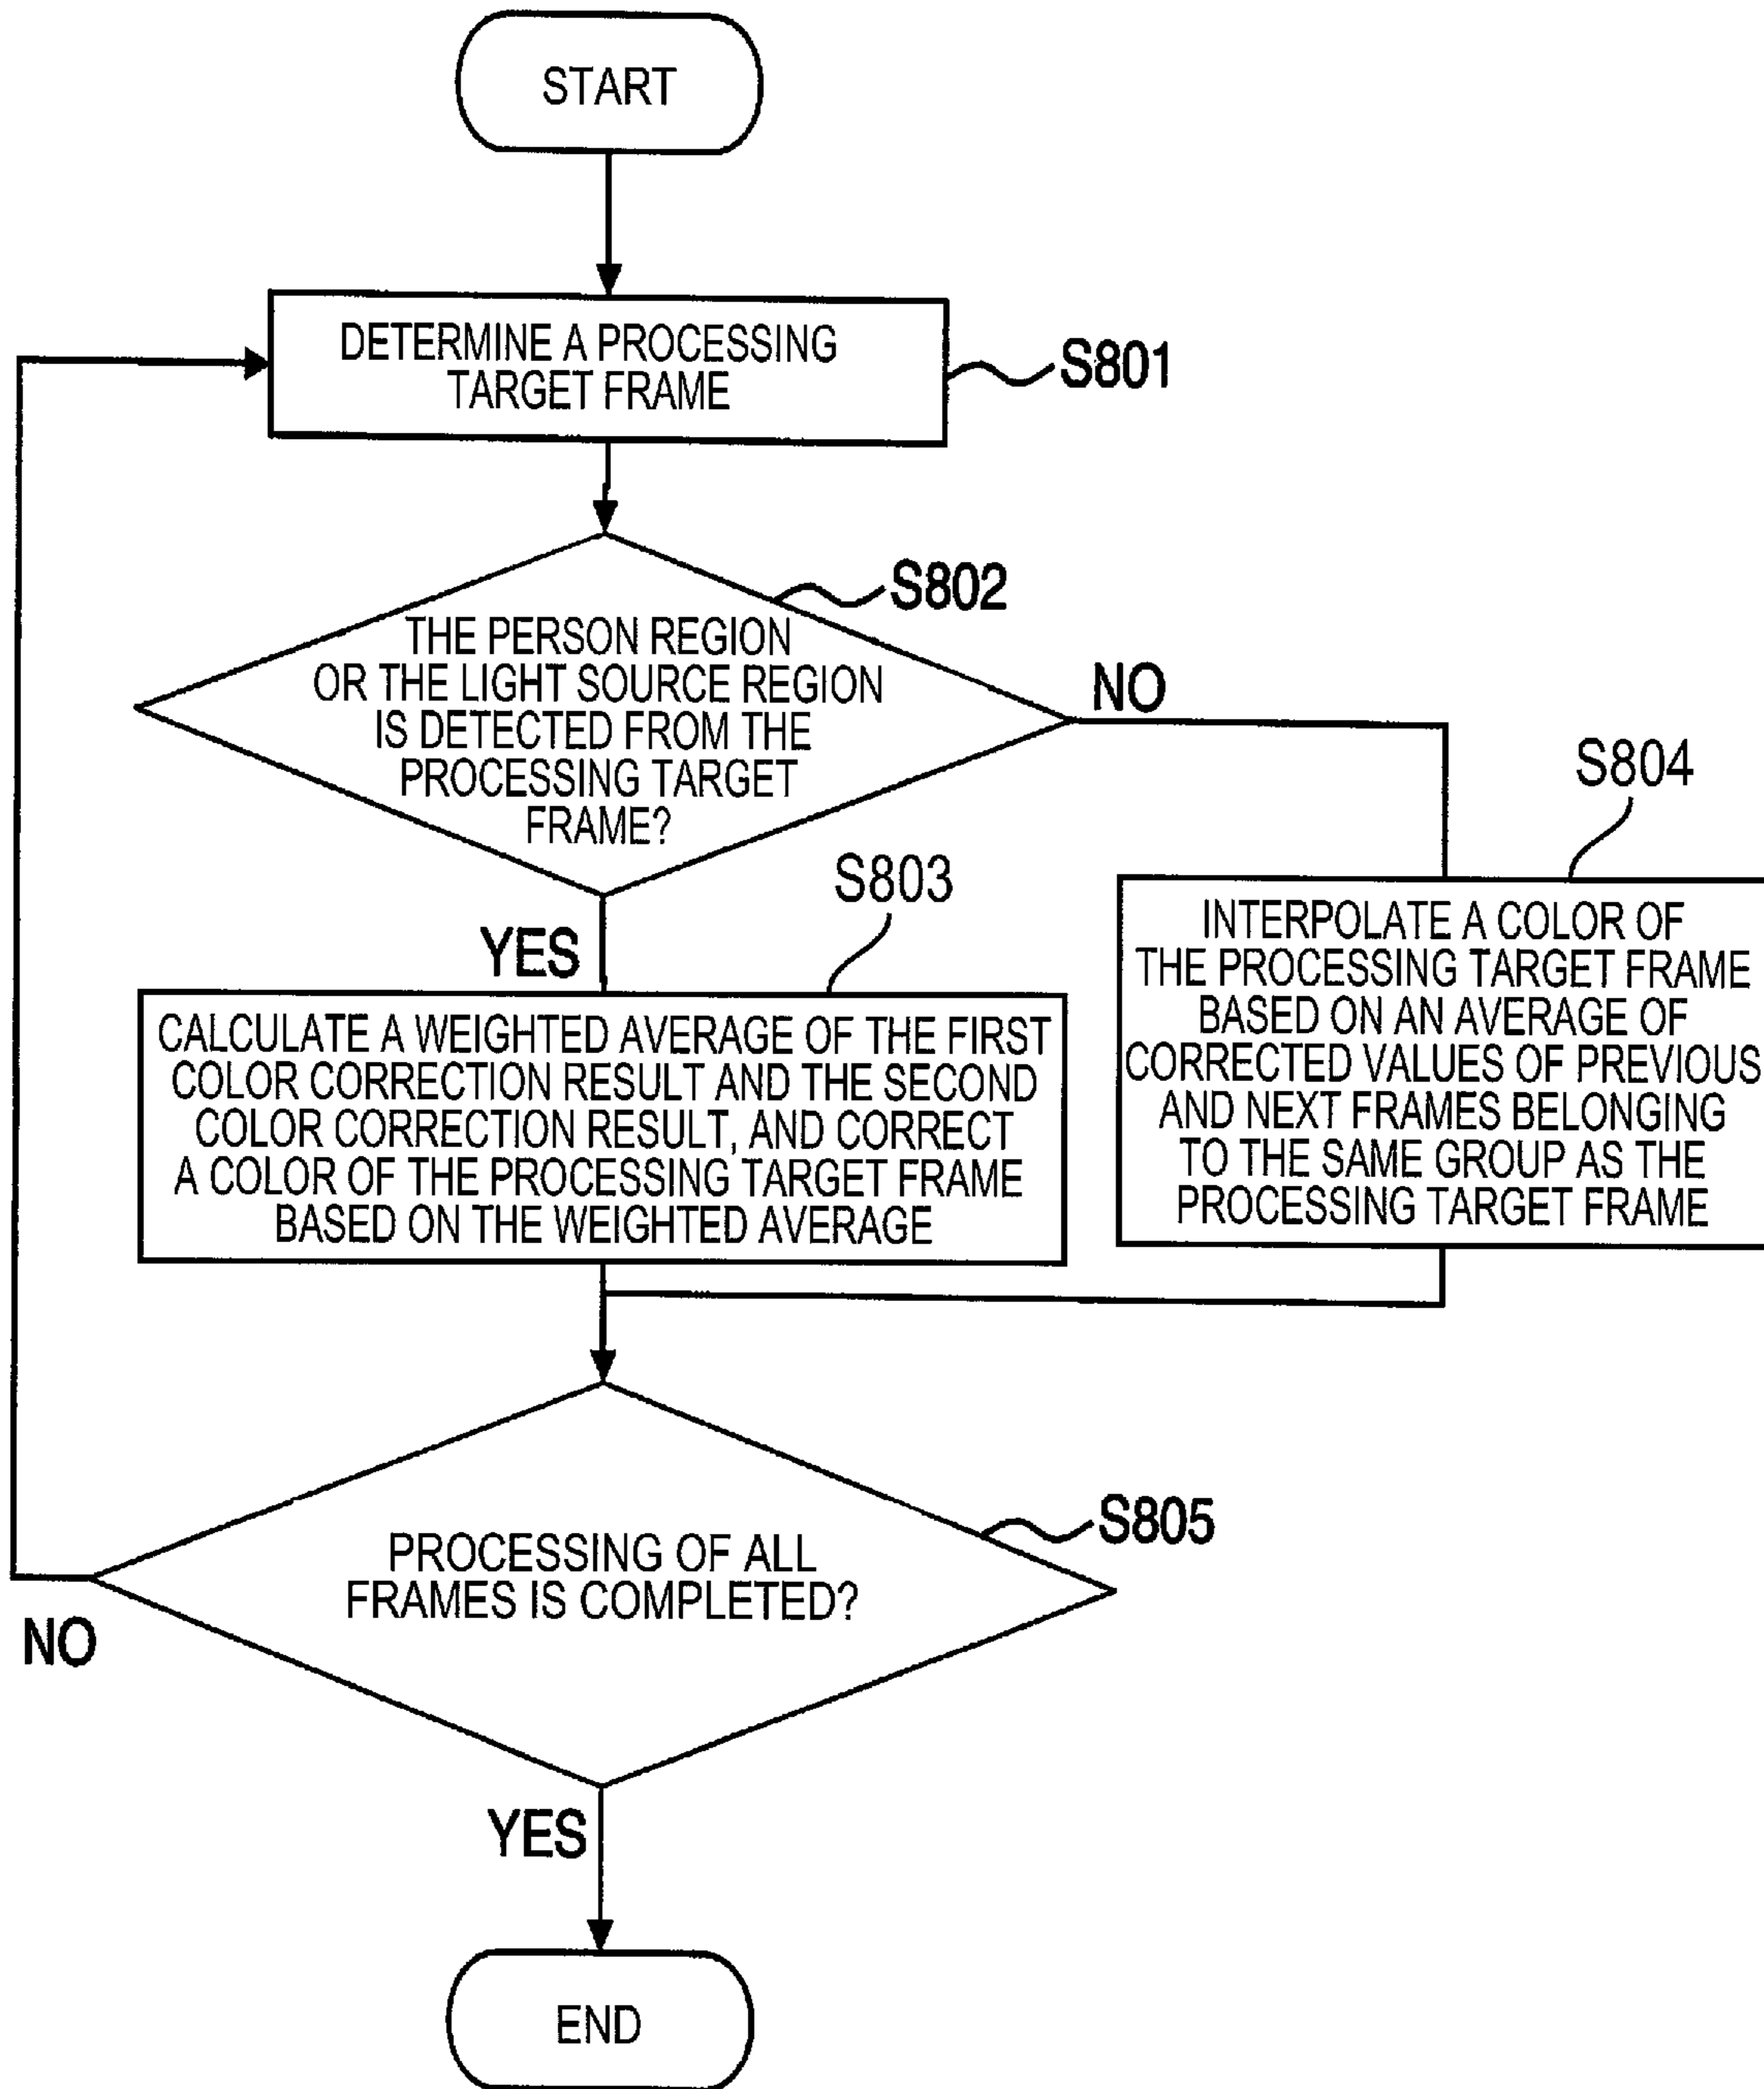 START
DETERMINE A PROCESSING
TARGET FRAME
S801
S802
THE PERSON REGION
OR THE LIGHT SOURCE REGION
IS DETECTED FROM THE
PROCESSING TARGET
FRAME?
NO
YES
S803
CALCULATE A WEIGHTED AVERAGE OF THE FIRST
COLOR CORRECTION RESULT AND THE SECOND
COLOR CORRECTION RESULT, AND CORRECT
A COLOR OF THE PROCESSING TARGET FRAME
BASED ON THE WEIGHTED AVERAGE
S804
INTERPOLATE A COLOR OF
THE PROCESSING TARGET FRAME
BASED ON AN AVERAGE OF
CORRECTED VALUES OF PREVIOUS
AND NEXT FRAMES BELONGING
TO THE SAME GROUP AS THE
PROCESSING TARGET FRAME
S805
PROCESSING OF ALL
FRAMES IS COMPLETED?
NO
YES
END